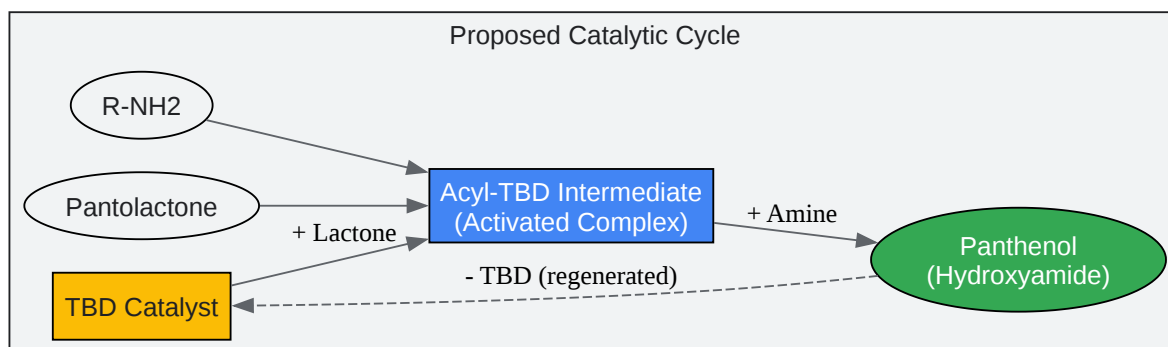 Proposed Catalytic Cycle
R-NH2
Pantolactone
+ Lactone
TBD Catalyst
Acyl-TBD Intermediate
(Activated Complex)
+ Amine
- TBD (regenerated)
Panthenol
(Hydroxyamide)